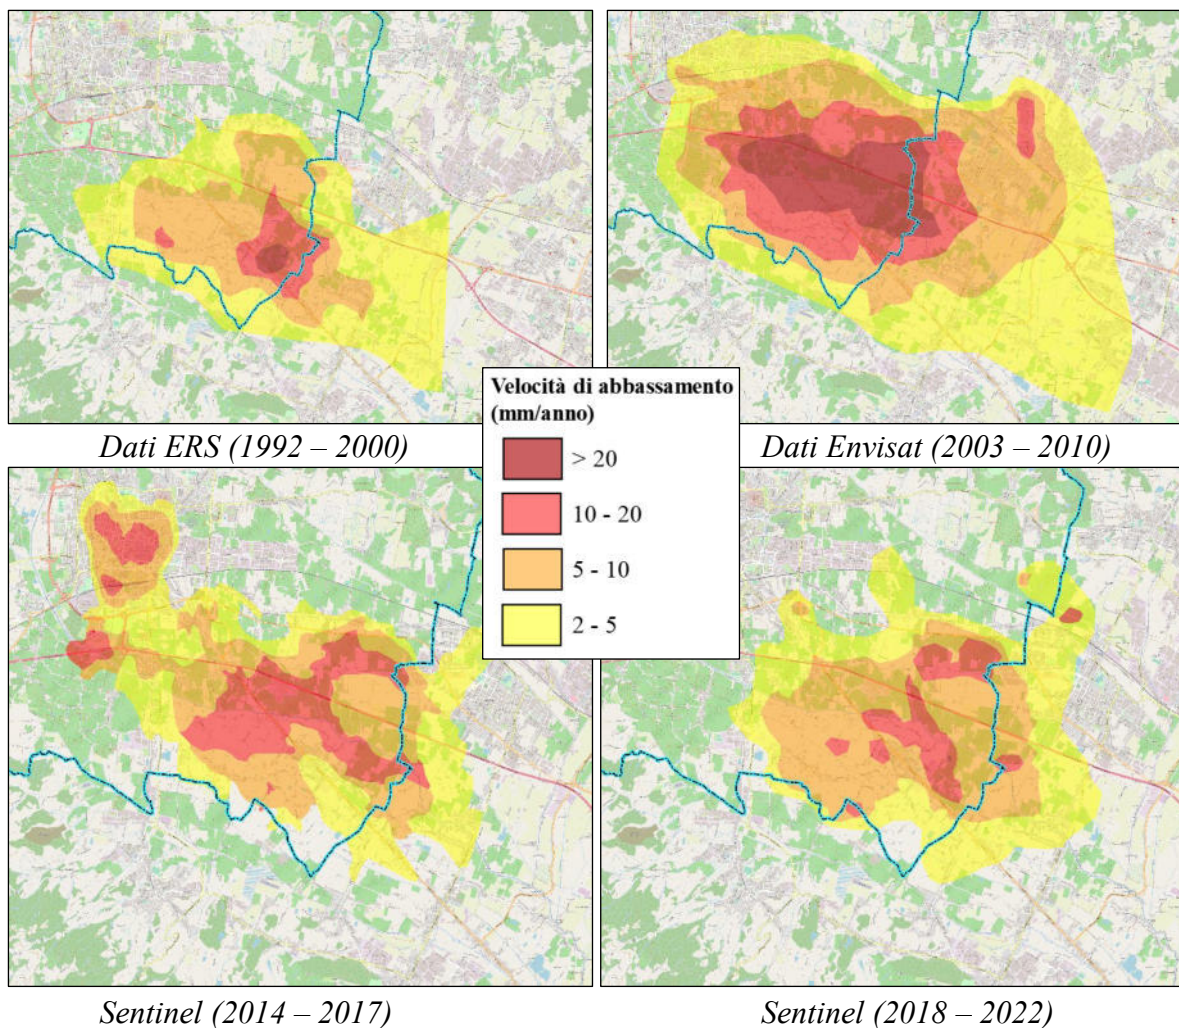 Dati ERS (1992 – 2000)
Dati Envisat (2003 – 2010)
Velocità di abbassamento
(mm/anno)
> 20
10 - 20
5 - 10
2 - 5
Sentinel (2014 – 2017)
Sentinel (2018 – 2022)